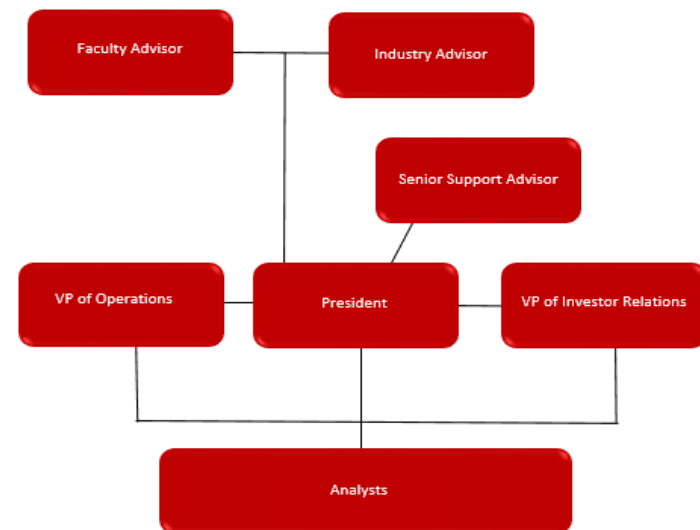 Faculty Advisor
Industry Advisor
Senior Support Advisor
VP of Operations
President
VP of Investor Relations
Analysts